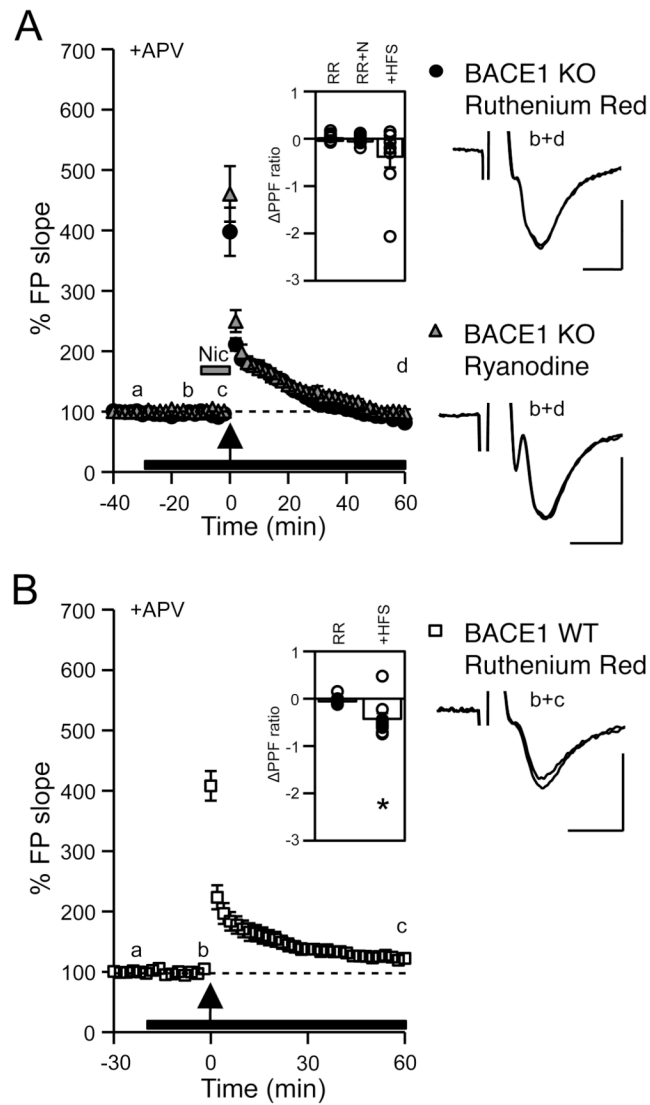 A
+APV
% FP slope
700
600
500
400
300
200
100
0
Nic
a
b
c
d
-40
-20
0
20
40
60
Time (min)
RR
RR+N
+HFS
ΔPPF ratio
1
0
-1
-2
-3
BACE1 KO
Ruthenium Red
b+d
BACE1 KO
Ryanodine
b+d
B
+APV
% FP slope
700
600
500
400
300
200
100
0
a
b
c
-30
0
30
60
Time (min)
RR
+HFS
ΔPPF ratio
1
0
-1
-2
-3
*
BACE1 WT
Ruthenium Red
b+c